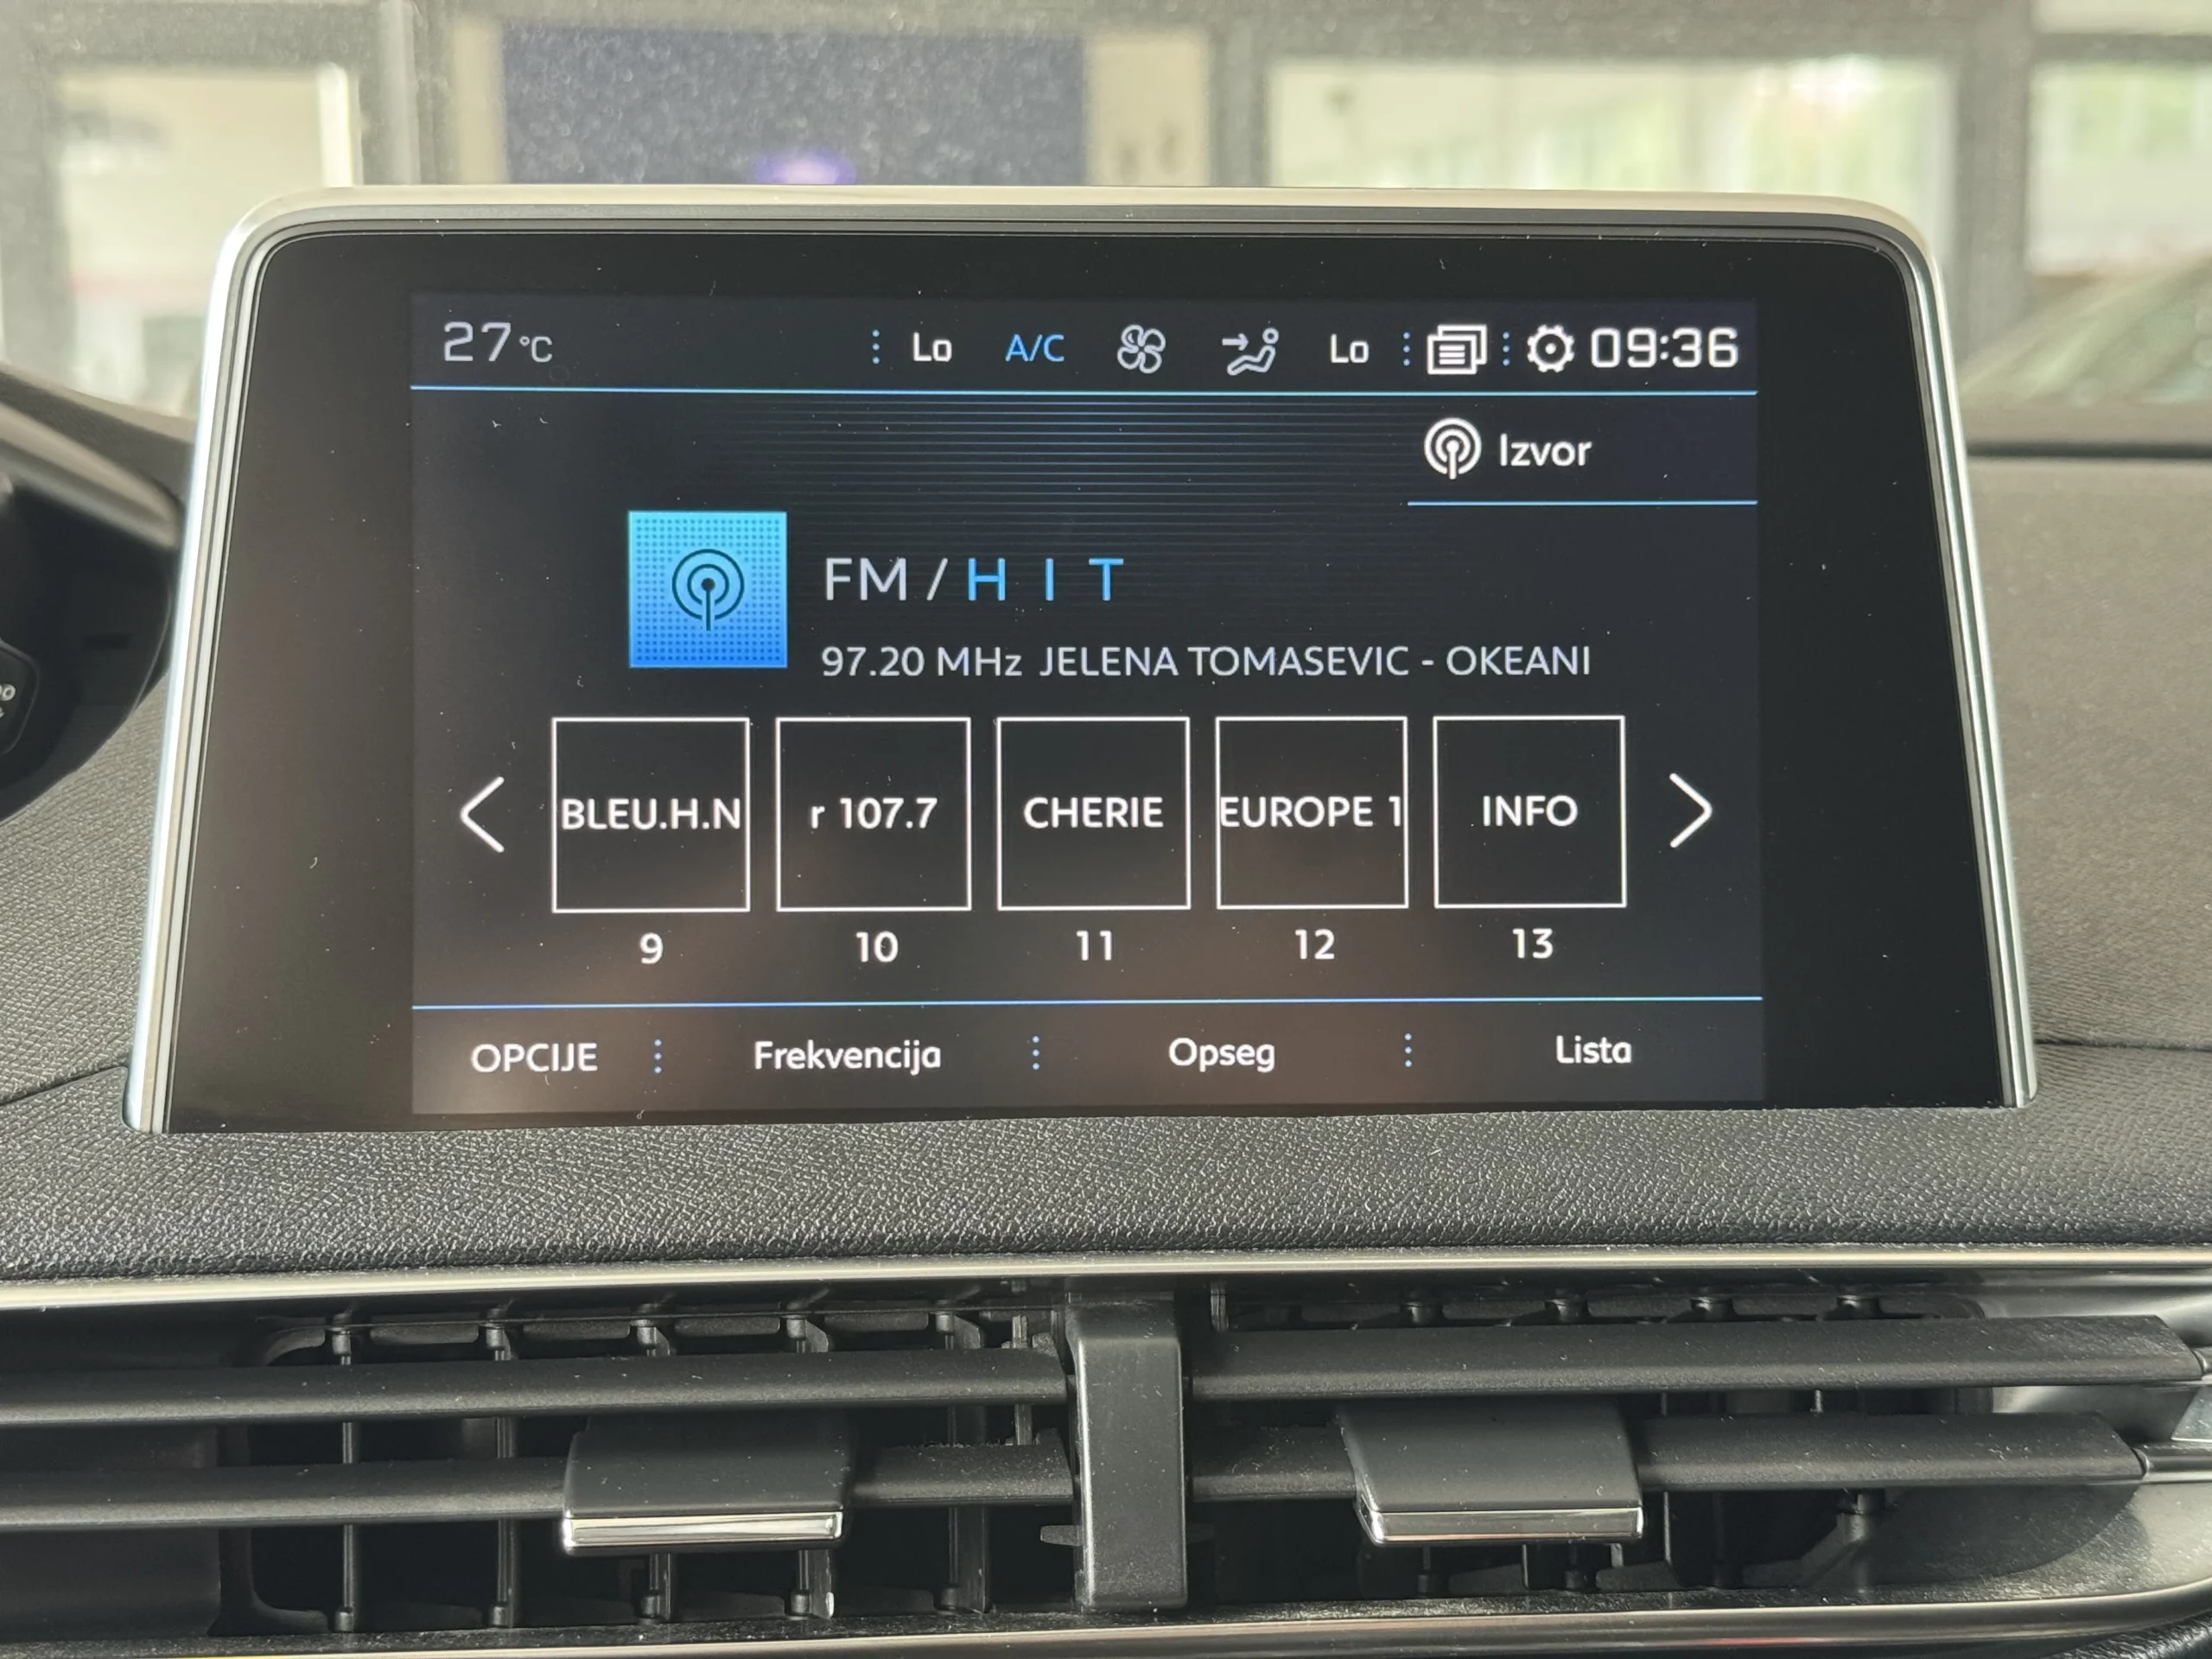 27 °C Lo A/C Lo 09:36
Izvor
FM / H I T
97.20 MHz JELENA TOMASEVIC - OKEANI
BLEU.H.N r 107.7 CHERIE EUROPE 1 INFO
9 10 11 12 13
OPCIJE Frekvencija Opseg Lista